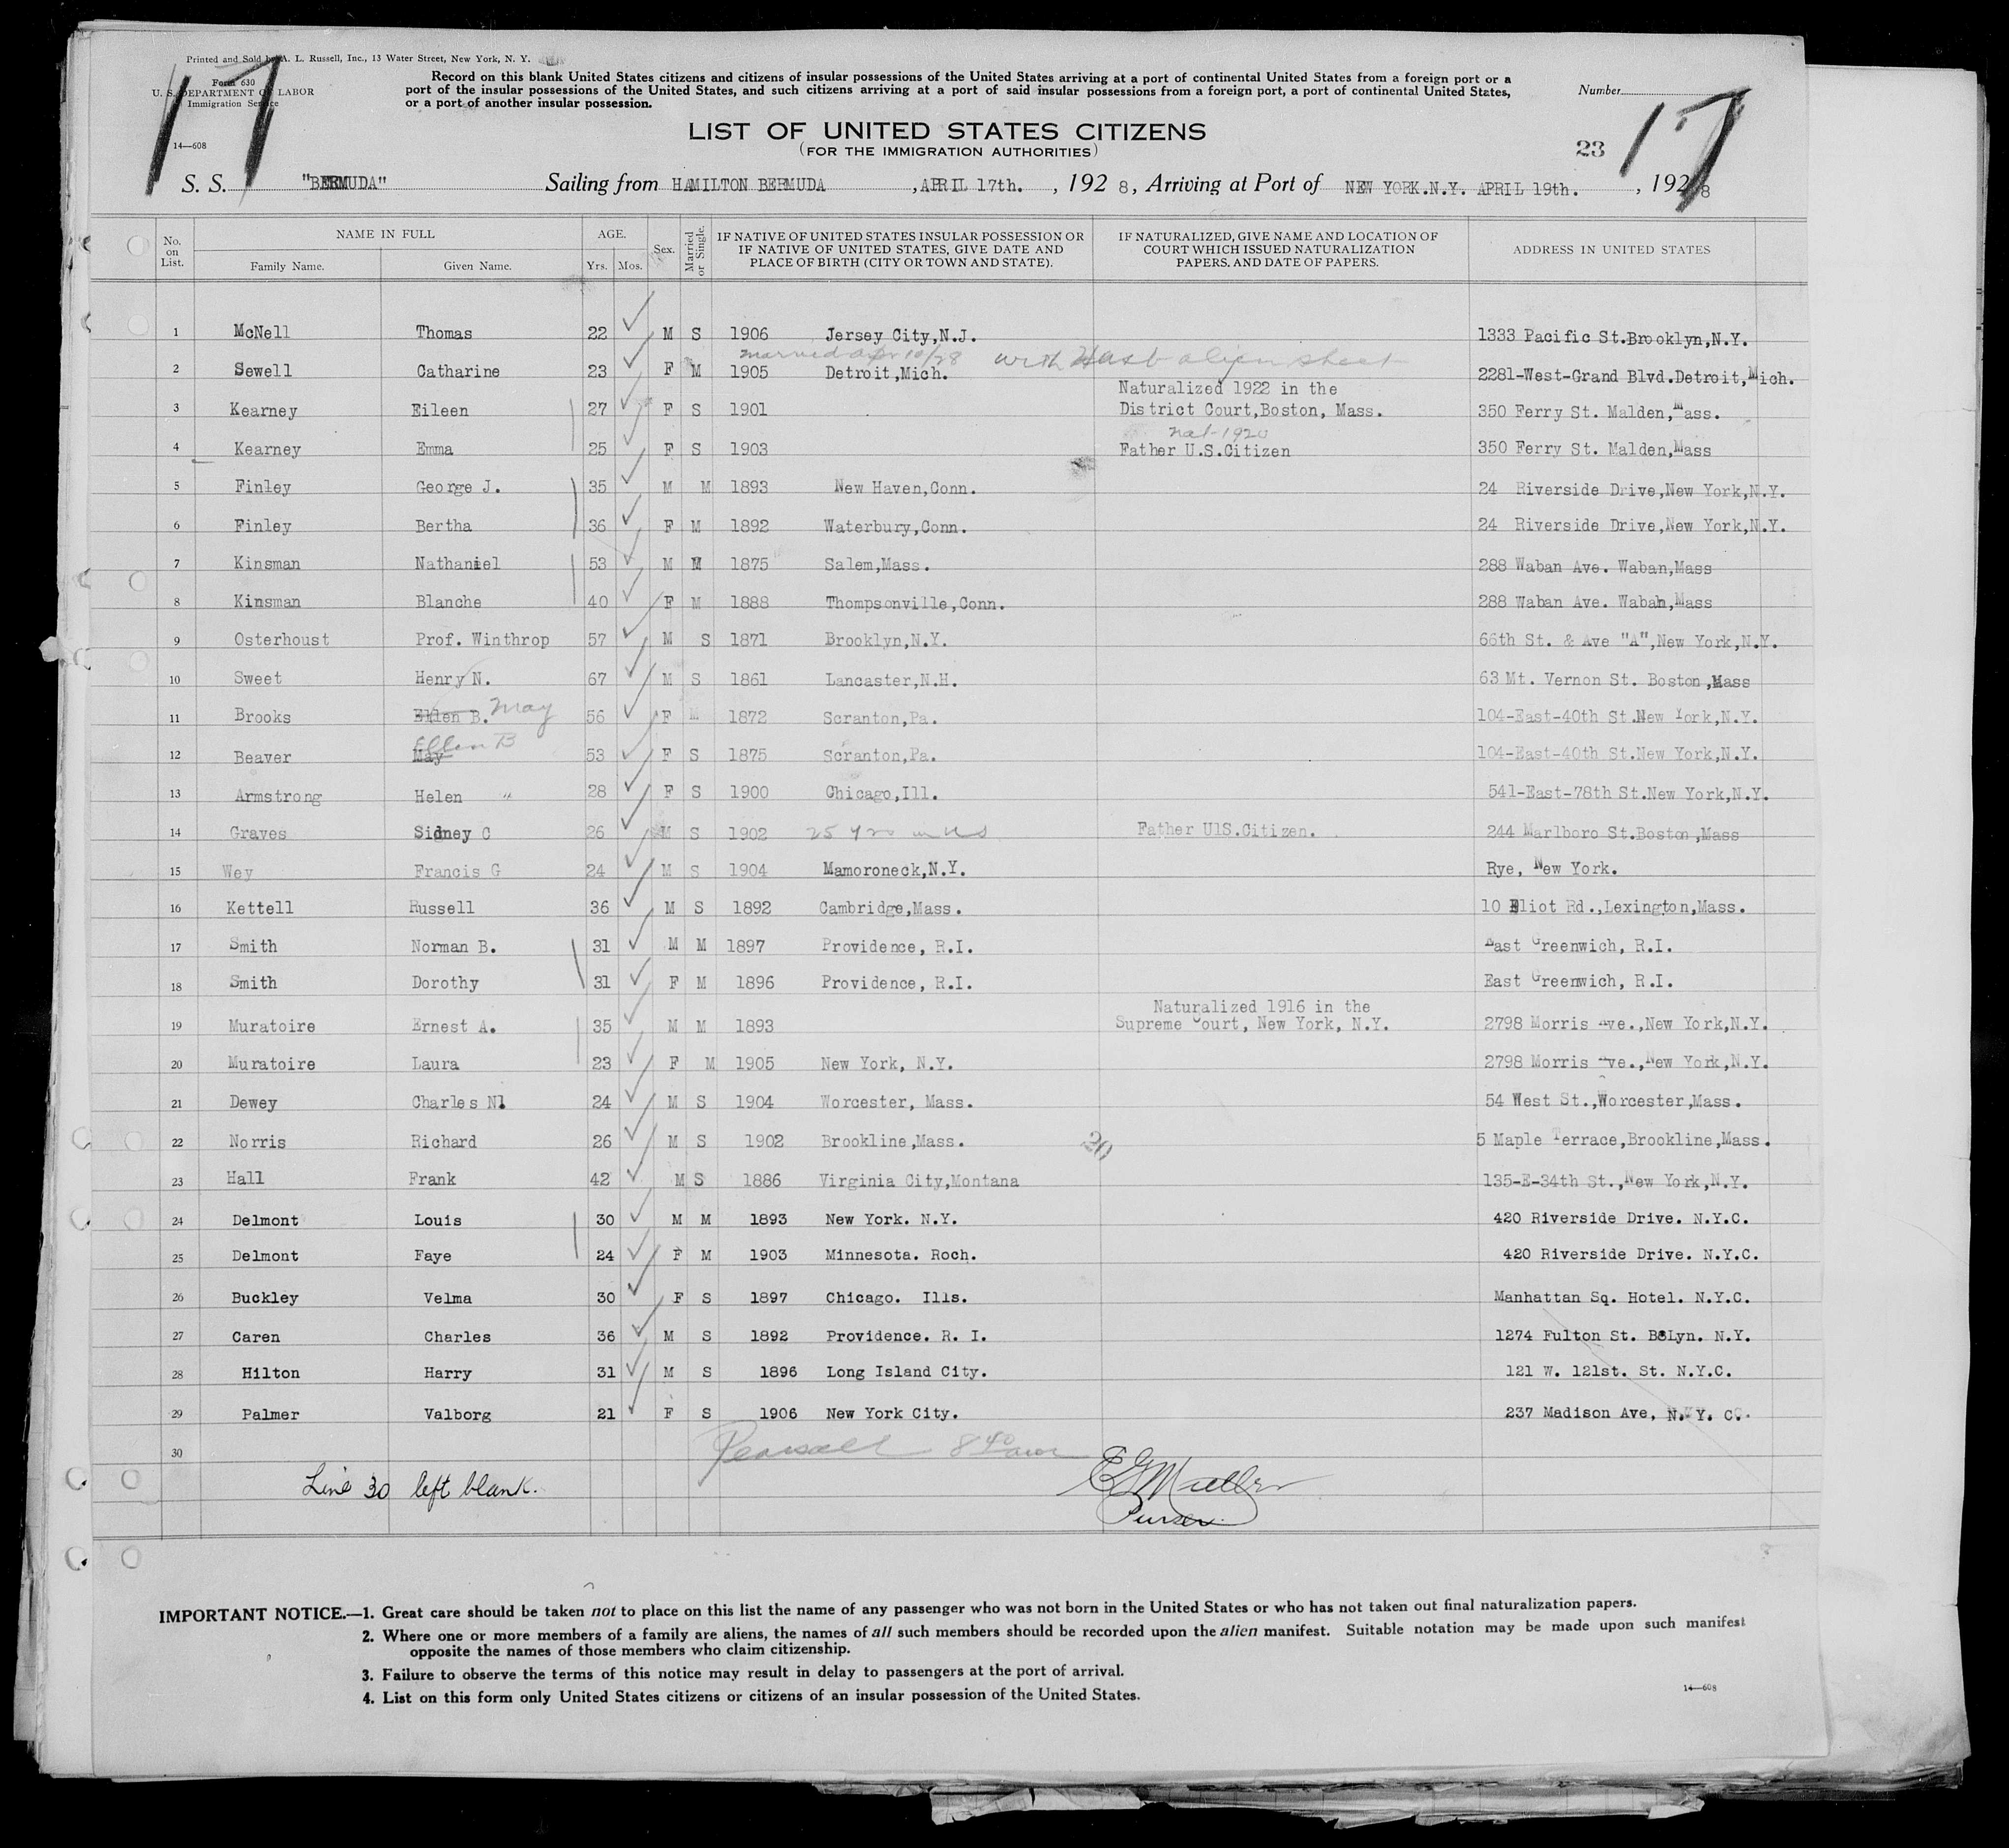 Printed and Sold by A. L. Russell, Inc., 13 Water Street, New York, N. Y.
Form 630
U. S. DEPARTMENT OF LABOR
Immigration Service
14—608
17
Record on this blank United States citizens and citizens of insular possessions of the United States arriving at a port of continental United States from a foreign port or a
port of the insular possessions of the United States, and such citizens arriving at a port of said insular possessions from a foreign port, a port of continental United States,
or a port of another insular possession.
Number
LIST OF UNITED STATES CITIZENS
(FOR THE IMMIGRATION AUTHORITIES)
23
17
S. S. "BERMUDA" Sailing from HAMILTON BERMUDA ,APRIL 17th. , 192 8, Arriving at Port of NEW YORK.N.Y. APRIL 19th. , 192 8
No. on List. NAME IN FULL Family Name. Given Name. AGE. Yrs. Mos. Sex. Married or Single. IF NATIVE OF UNITED STATES INSULAR POSSESSION OR IF NATIVE OF UNITED STATES, GIVE DATE AND PLACE OF BIRTH (CITY OR TOWN AND STATE). IF NATURALIZED, GIVE NAME AND LOCATION OF COURT WHICH ISSUED NATURALIZATION PAPERS, AND DATE OF PAPERS. ADDRESS IN UNITED STATES
1 McNell Thomas 22 M S 1906 Jersey City,N.J. 1333 Pacific St.Brooklyn,N.Y.
married Apr 10/28 with Hasb alien sheet
2 Sewell Catharine 23 F M 1905 Detroit,Mich. 2281-West-Grand Blvd.Detroit,Mich.
Naturalized 1922 in the
3 Kearney Eileen 27 F S 1901 District Court,Boston, Mass. 350 Ferry St. Malden,Mass.
nat-1920
4 Kearney Emma 25 F S 1903 Father U.S.Citizen 350 Ferry St. Malden,Mass
5 Finley George J. 35 M M 1893 New Haven,Conn. 24 Riverside Drive,New York,N.Y.
6 Finley Bertha 36 F M 1892 Waterbury,Conn. 24 Riverside Drive,New York,N.Y.
7 Kinsman Nathaniel 53 M M 1875 Salem,Mass. 288 Waban Ave. Waban,Mass
8 Kinsman Blanche 40 F M 1888 Thompsonville,Conn. 288 Waban Ave. Waban,Mass
9 Osterhoust Prof. Winthrop 57 M S 1871 Brooklyn,N.Y. 66th St. & Ave "A",New York,N.Y.
10 Sweet Henry N. 67 M S 1861 Lancaster,N.H. 63 Mt. Vernon St. Boston,Mass
11 Brooks Ellen B. May 56 F M 1872 Scranton,Pa. 104-East-40th St.New York,N.Y.
Ellen B
12 Beaver May 53 F S 1875 Scranton,Pa. 104-East-40th St.New York,N.Y.
13 Armstrong Helen " 28 F S 1900 Chicago,Ill. 541-East-78th St.New York,N.Y.
14 Graves Sidney C 26 M S 1902 25 yrs in US Father UlS.Citizen. 244 Marlboro St.Boston,Mass
15 Wey Francis G 24 M S 1904 Mamoroneck,N.Y. Rye, New York.
16 Kettell Russell 36 M S 1892 Cambridge,Mass. 10 Eliot Rd.,Lexington,Mass.
17 Smith Norman B. 31 M M 1897 Providence, R.I. East Greenwich, R.I.
18 Smith Dorothy 31 F M 1896 Providence, R.I. East Greenwich, R.I.
Naturalized 1916 in the
19 Muratoire Ernest A. 35 M M 1893 Supreme Court, New York, N.Y. 2798 Morris Ave.,New York,N.Y.
20 Muratoire Laura 23 F M 1905 New York, N.Y. 2798 Morris Ave.,New York,N.Y.
21 Dewey Charles Nl 24 M S 1904 Worcester, Mass. 54 West St.,Worcester,Mass.
22 Norris Richard 26 M S 1902 Brookline,Mass. 30 5 Maple Terrace,Brookline,Mass.
23 Hall Frank 42 M S 1886 Virginia City,Montana 135-E-34th St.,New York,N.Y.
24 Delmont Louis 30 M M 1893 New York. N.Y. 420 Riverside Drive. N.Y.C.
25 Delmont Faye 24 F M 1903 Minnesota. Roch. 420 Riverside Drive. N.Y.C.
26 Buckley Velma 30 F S 1897 Chicago. Ills. Manhattan Sq. Hotel. N.Y.C.
27 Caren Charles 36 M S 1892 Providence. R. I. 1274 Fulton St. BkLyn. N.Y.
28 Hilton Harry 31 M S 1896 Long Island City. 121 W. 121st. St. N.Y.C.
29 Palmer Valborg 21 F S 1906 New York City. 237 Madison Ave, N. Y. C.
30 Pearsall
Line 30 left blank.
EGMueller
Purser.
IMPORTANT NOTICE.—1. Great care should be taken not to place on this list the name of any passenger who was not born in the United States or who has not taken out final naturalization papers.
2. Where one or more members of a family are aliens, the names of all such members should be recorded upon the alien manifest. Suitable notation may be made upon such manifest
opposite the names of those members who claim citizenship.
3. Failure to observe the terms of this notice may result in delay to passengers at the port of arrival.
4. List on this form only United States citizens or citizens of an insular possession of the United States.
14—608